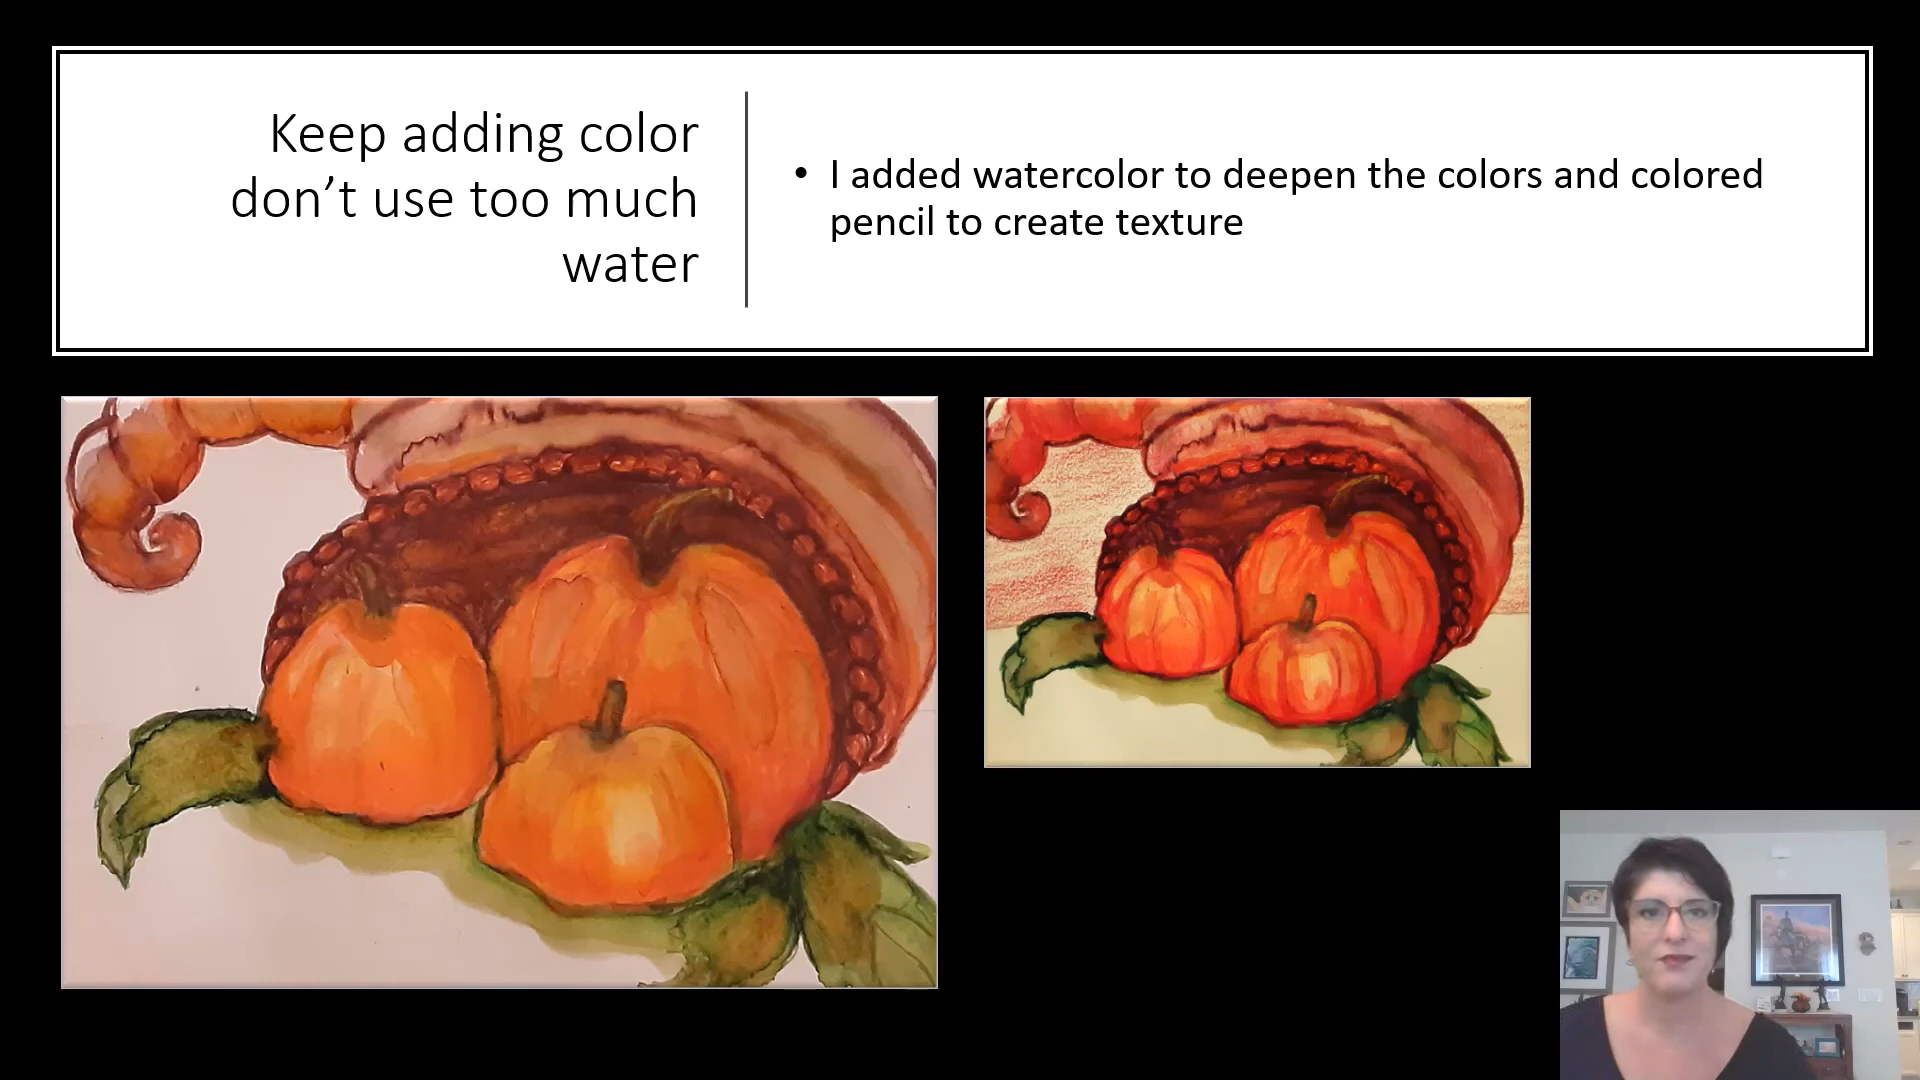 Keep adding color
don’t use too much
water
• I added watercolor to deepen the colors and colored
pencil to create texture